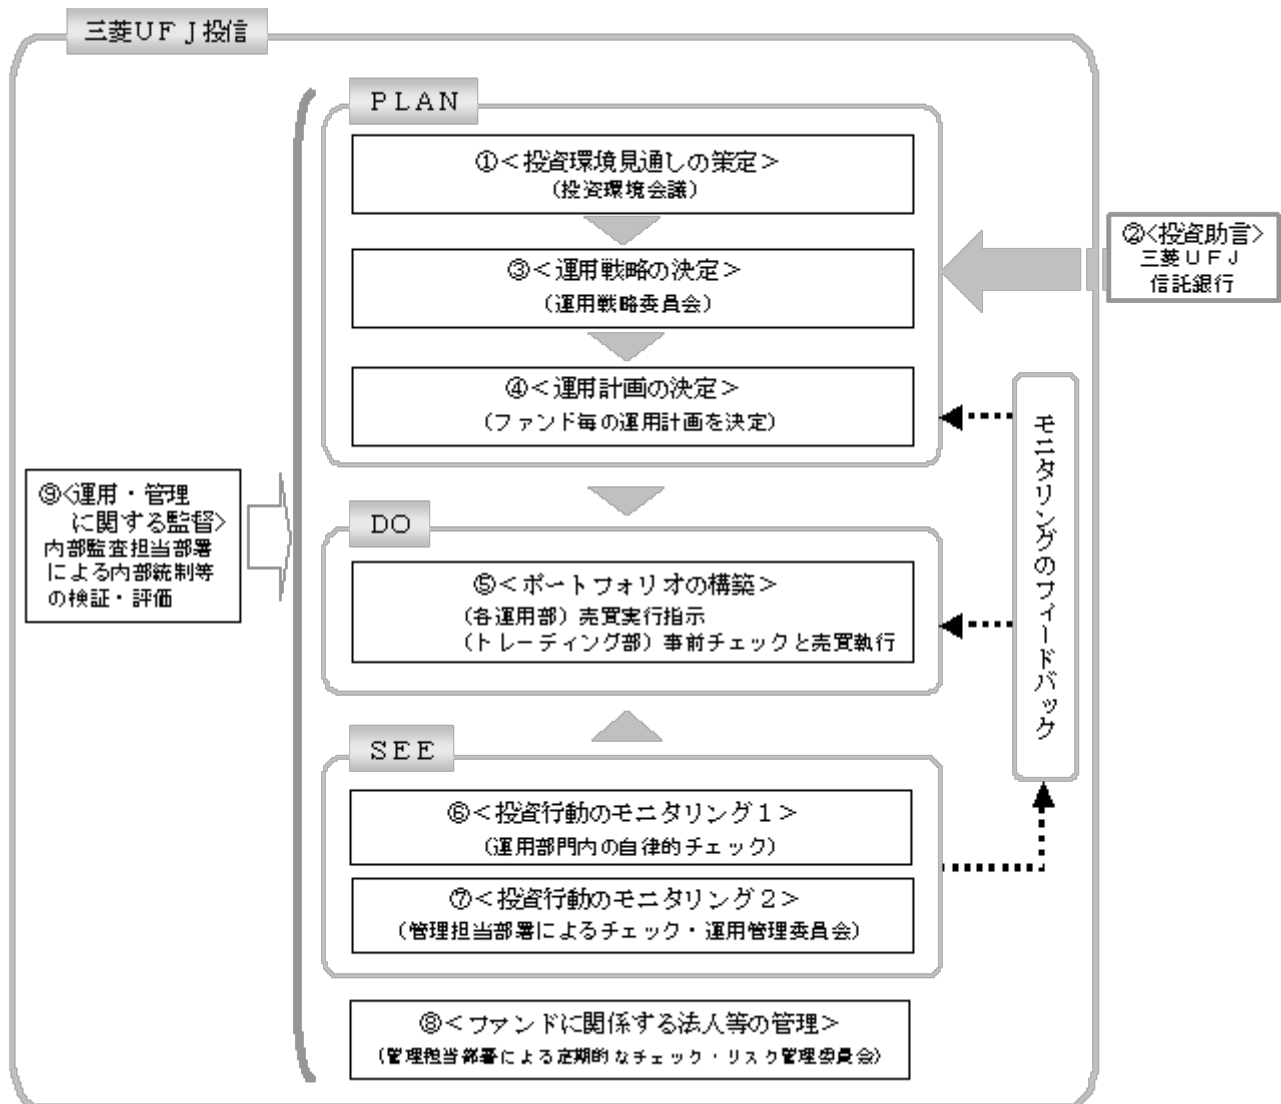 三菱ＵＦＪ投信
ＰＬＡＮ
①＜投資環境見通しの策定＞
（投資環境会議）
②<投資助言>
三菱ＵＦＪ
信託銀行
③＜運用戦略の決定＞
（運用戦略委員会）
④＜運用計画の決定＞
（ファンド毎の運用計画を決定）
モニタリングのフィードバック
⑨<運用・管理
に関する監督>
内部監査担当部署
による内部統制等
の検証・評価
ＤＯ
⑤＜ポートフォリオの構築＞
（各運用部）売買実行指示
（トレーディング部）事前チェックと売買執行
ＳＥＥ
⑥＜投資行動のモニタリング１＞
（運用部門内の自律的チェック）
⑦＜投資行動のモニタリング２＞
（管理担当部署によるチェック・運用管理委員会）
⑧＜ファンドに関係する法人等の管理＞
（管理担当部署による定期的なチェック・リスク管理委員会）